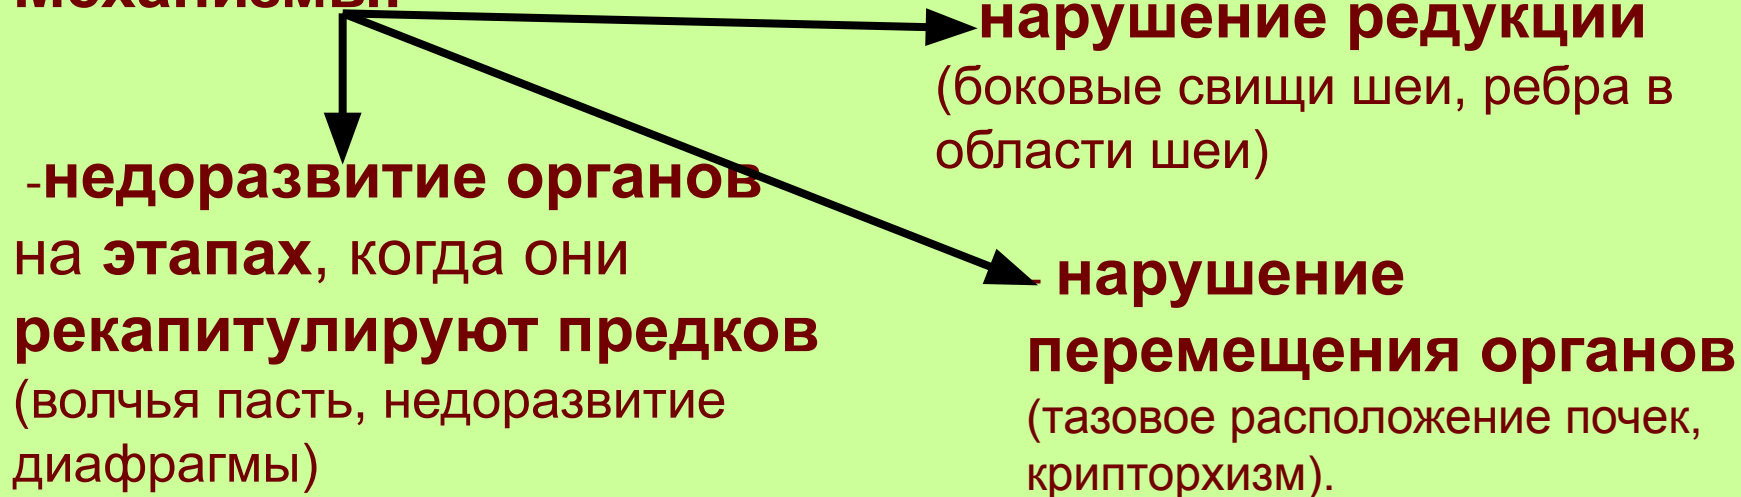 механизмы:
-недоразвитие органов
на этапах, когда они
рекапитулируют предков
(волчья пасть, недоразвитие
диафрагмы)
нарушение редукции
(боковые свищи шеи, ребра в
области шеи)
- нарушение
перемещения органов
(тазовое расположение почек,
крипторхизм).